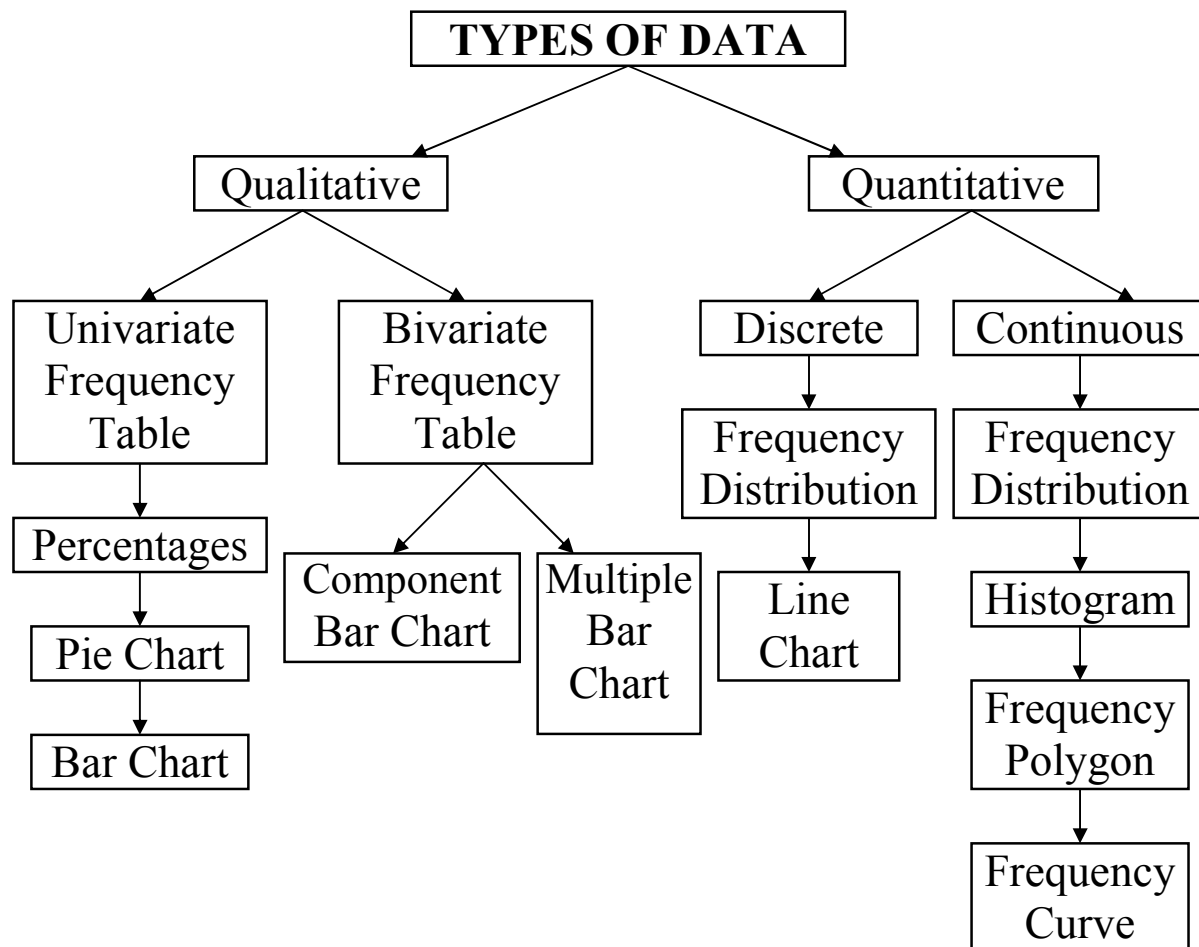 TYPES OF DATA
Qualitative
Quantitative
Univariate
Frequency
Table
Bivariate
Frequency
Table
Discrete
Continuous
Frequency
Distribution
Frequency
Distribution
Percentages
Component
Bar Chart
Multiple
Bar
Chart
Line
Chart
Histogram
Pie Chart
Frequency
Polygon
Bar Chart
Frequency
Curve